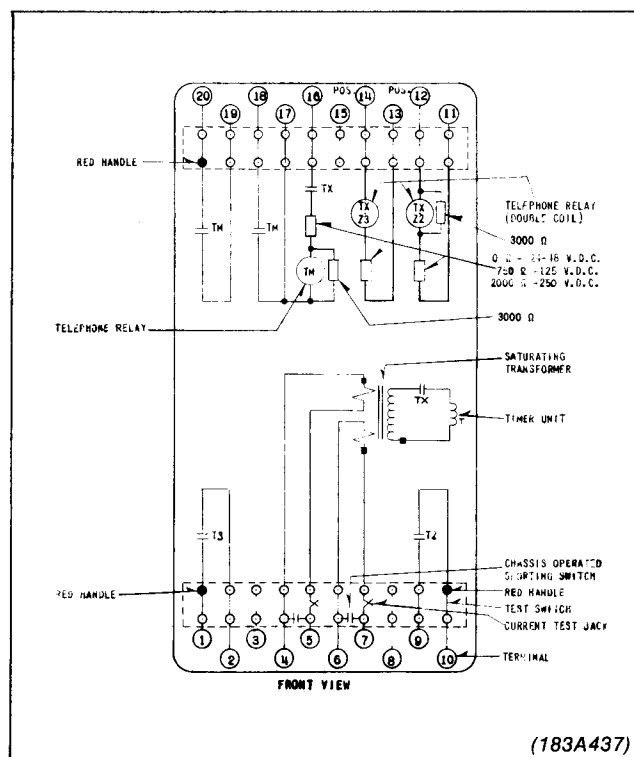 POS. POS.
20 18 16 14 12
19 17 15 13 11
RED HANDLE
TX
TM TM
TX
Z3
TX
Z2
TELEPHONE RELAY
(DOUBLE COIL)
3000 Ω
0 Ω - 24-48 V.D.C.
750 Ω -125 V.D.C.
2000 Ω -250 V.D.C.
TM
TELEPHONE RELAY
3000 Ω
SATURATING
TRANSFORMER
TX
T
TIMER UNIT
T3 T2
CHASSIS OPERATED
SHORTING SWITCH
RED HANDLE
RED HANDLE
TEST SWITCH
CURRENT TEST JACK
1 3 4 5 6 7 9
2 8 10
TERMINAL
FRONT VIEW
(183A437)